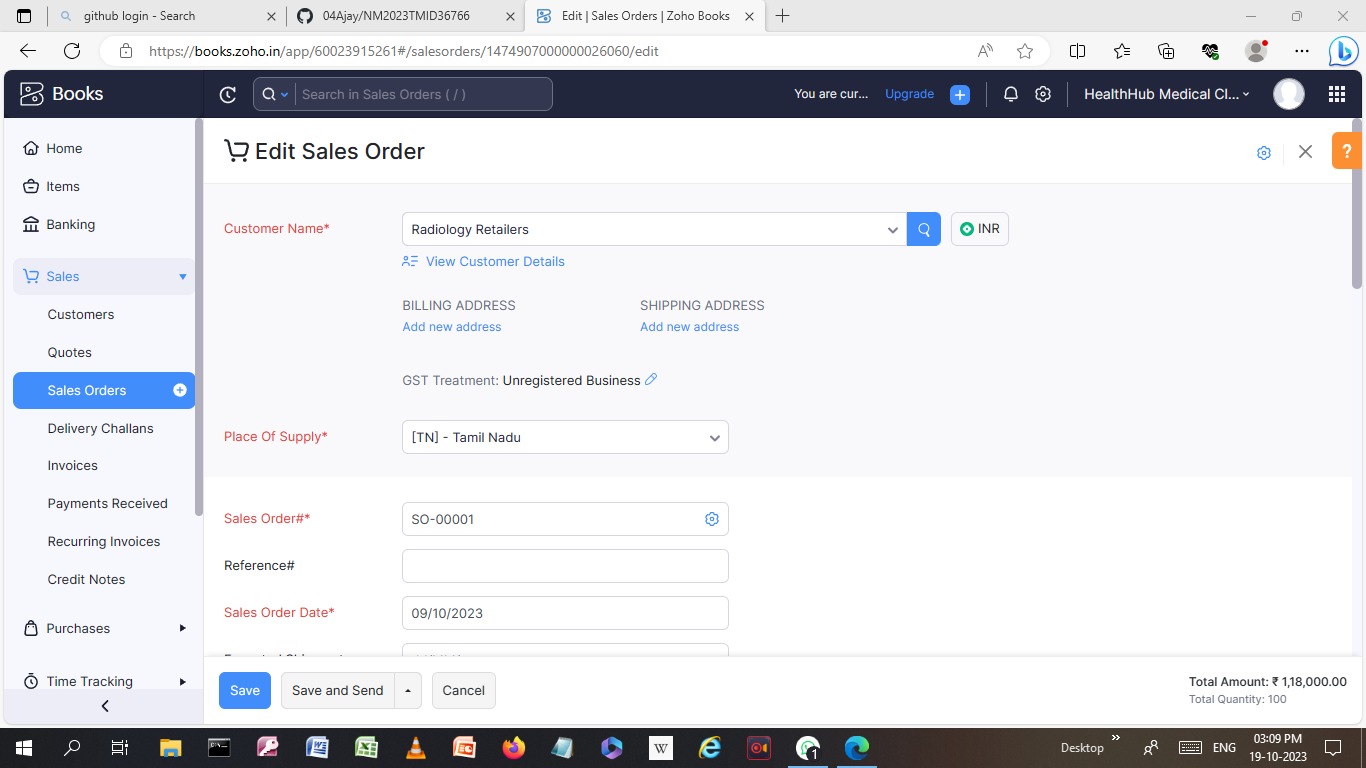 github login - Search
04Ajay/NM2023TMID36766
Edit | Sales Orders | Zoho Books
https://books.zoho.in/app/60023915261#/salesorders/1474907000000026060/edit
Books
Search in Sales Orders ( / )
You are cur...
Upgrade
HealthHub Medical Cl...
Home
Items
Banking
Sales
Customers
Quotes
Sales Orders
Delivery Challans
Invoices
Payments Received
Recurring Invoices
Credit Notes
Purchases
Time Tracking
Edit Sales Order
?
Customer Name*
Radiology Retailers
INR
View Customer Details
BILLING ADDRESS
SHIPPING ADDRESS
Add new address
Add new address
GST Treatment: Unregistered Business
Place Of Supply*
[TN] - Tamil Nadu
Sales Order#*
SO-00001
Reference#
Sales Order Date*
09/10/2023
Save
Save and Send
Cancel
Total Amount: ₹ 1,18,000.00
Total Quantity: 100
Desktop
ENG
03:09 PM
19-10-2023